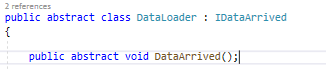 2 references
public abstract class DataLoader : IDataArrived
{
public abstract void DataArrived();